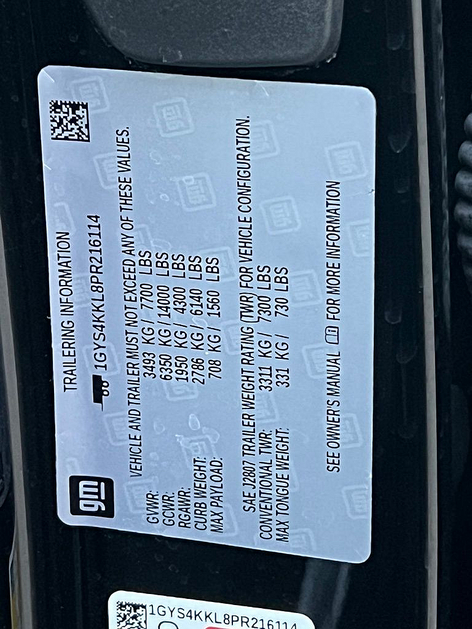 TRAILERING INFORMATION
1GYS4KKL8PR216114
VEHICLE AND TRAILER MUST NOT EXCEED ANY OF THESE VALUES.
GVWR: 3493 KG / 7700 LBS
GCWR: 6350 KG / 14000 LBS
RGAWR: 1950 KG / 4300 LBS
CURB WEIGHT: 2786 KG / 6140 LBS
MAX PAYLOAD: 708 KG / 1560 LBS
SAE J2807 TRAILER WEIGHT RATING (TWR) FOR VEHICLE CONFIGURATION.
CONVENTIONAL TWR: 3311 KG / 7300 LBS
MAX TONGUE WEIGHT: 331 KG / 730 LBS
SEE OWNER'S MANUAL FOR MORE INFORMATION
gm
1GYS4KKL8PR216114